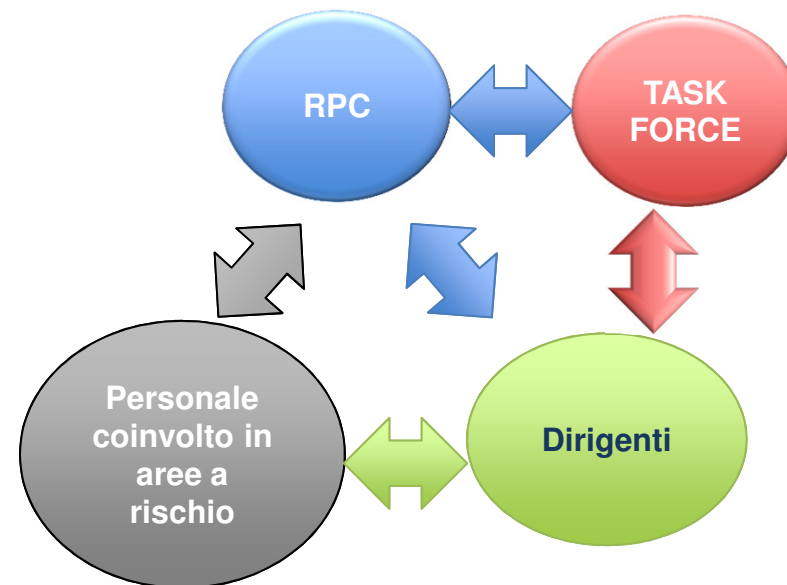 RPC
TASK
FORCE
Personale
coinvolto in
aree a
rischio
Dirigenti